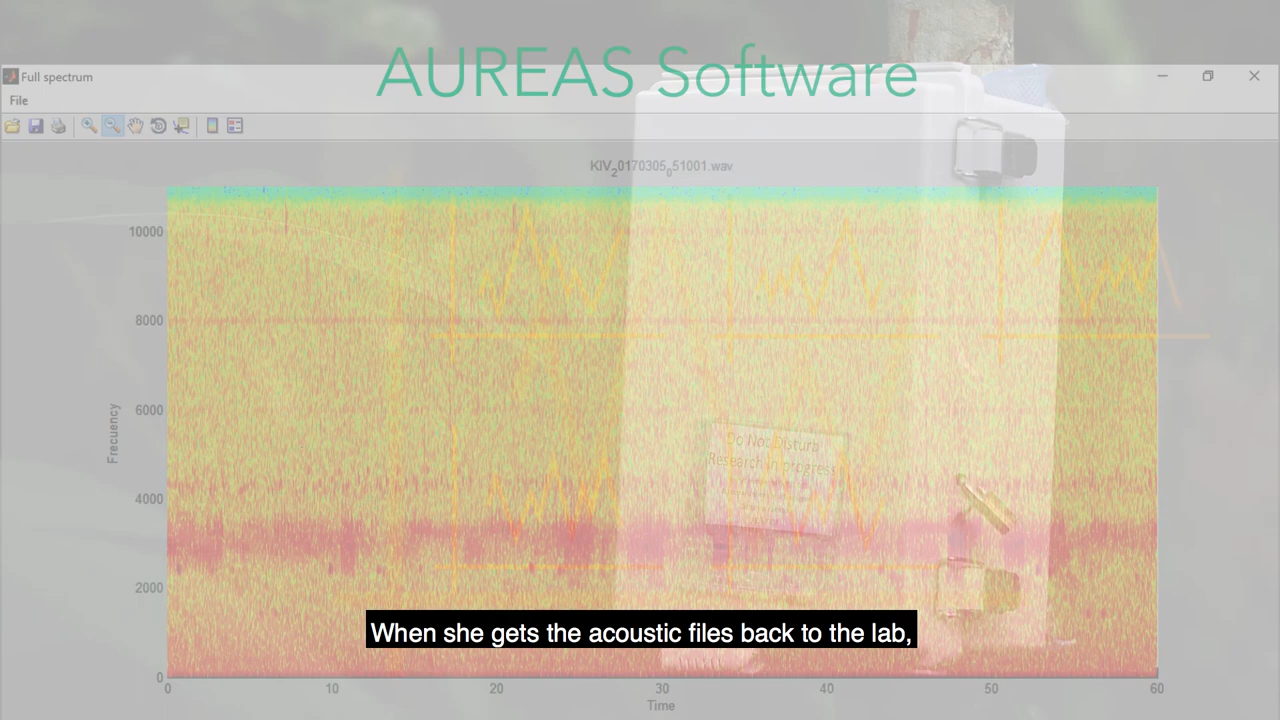 AUREAS Software
Full spectrum
File
KIV_20170305_051001.wav
10000
8000
6000
4000
2000
0
Frecuency
0 10 20 30 40 50 60
Time
Do Not Disturb
Research in progress
When she gets the acoustic files back to the lab,